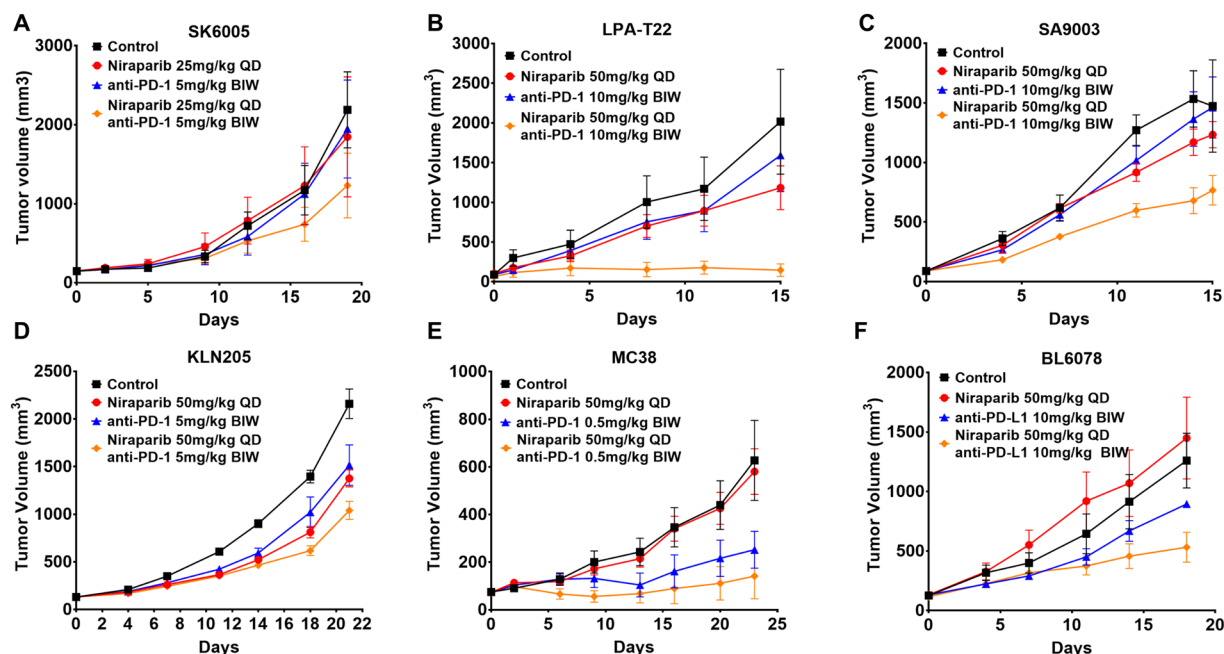 A
SK6005
Control
Niraparib 25mg/kg QD
anti-PD-1 5mg/kg BIW
Niraparib 25mg/kg QD
anti-PD-1 5mg/kg BIW
Tumor volume (mm3)
3000
2000
1000
0
0 5 10 15 20
Days
B
LPA-T22
Control
Niraparib 50mg/kg QD
anti-PD-1 10mg/kg BIW
Niraparib 50mg/kg QD
anti-PD-1 10mg/kg BIW
Tumor Volume (mm³)
3000
2500
2000
1500
1000
500
0
0 5 10 15
Days
C
SA9003
Control
Niraparib 50mg/kg QD
anti-PD-1 10mg/kg BIW
Niraparib 50mg/kg QD
anti-PD-1 10mg/kg BIW
Tumor Volume (mm³)
2000
1500
1000
500
0
0 5 10 15
Days
D
KLN205
Control
Niraparib 50mg/kg QD
anti-PD-1 5mg/kg BIW
Niraparib 50mg/kg QD
anti-PD-1 5mg/kg BIW
Tumor Volume (mm³)
2500
2000
1500
1000
500
0
0 2 4 6 8 10 12 14 16 18 20 22
Days
E
MC38
Control
Niraparib 50mg/kg QD
anti-PD-1 0.5mg/kg BIW
Niraparib 50mg/kg QD
anti-PD-1 0.5mg/kg BIW
Tumor Volume (mm³)
1000
800
600
400
200
0
0 5 10 15 20 25
Days
F
BL6078
Control
Niraparib 50mg/kg QD
anti-PD-L1 10mg/kg BIW
Niraparib 50mg/kg QD
anti-PD-L1 10mg/kg BIW
Tumor Volume (mm³)
2000
1500
1000
500
0
0 5 10 15 20
Days